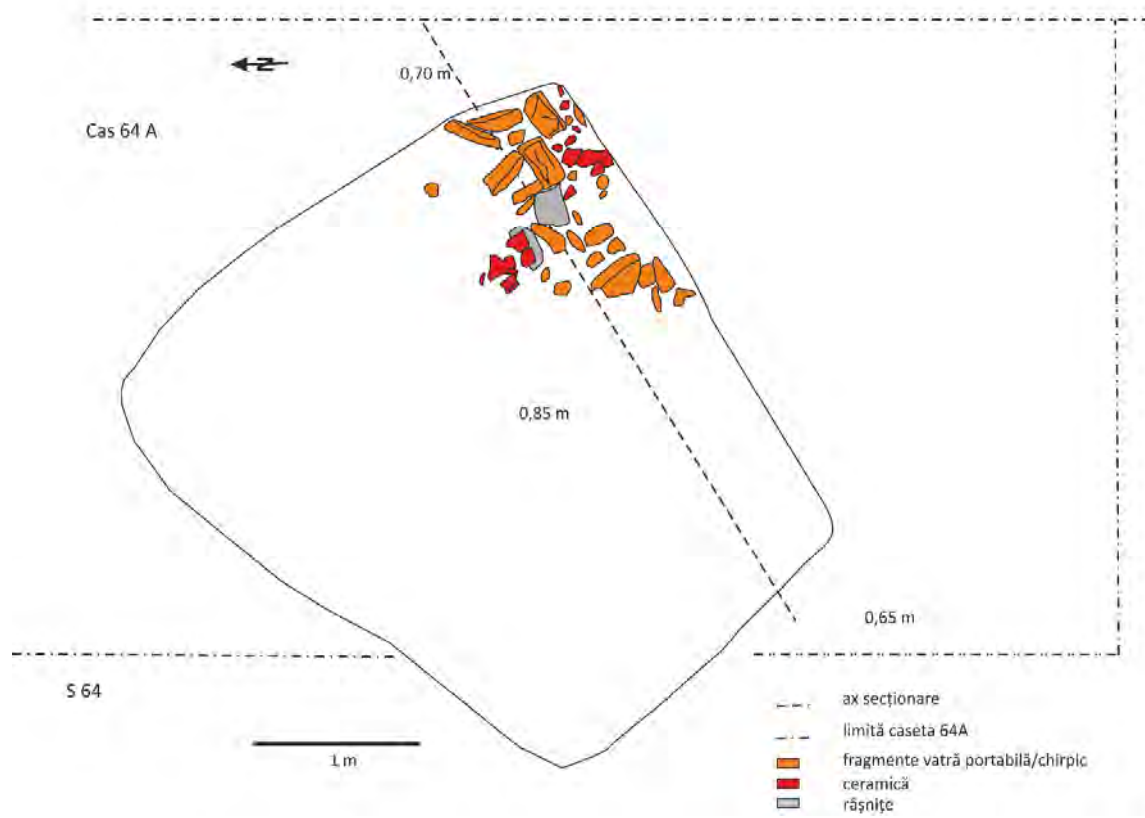 0,70 m
N
Cas 64 A
0,85 m
0,65 m
S 64
1 m
ax secționare
limită caseta 64A
fragmente vatră portabilă/chirpic
ceramică
râșnițe